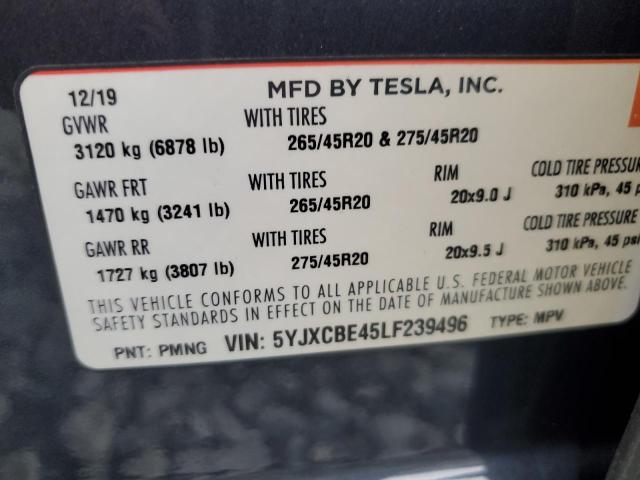 12/19 MFD BY TESLA, INC.
GVWR WITH TIRES
3120 kg (6878 lb) 265/45R20 & 275/45R20
GAWR FRT WITH TIRES RIM COLD TIRE PRESSURE
1470 kg (3241 lb) 265/45R20 20x9.0 J 310 kPa, 45
GAWR RR WITH TIRES RIM COLD TIRE PRESSURE
1727 kg (3807 lb) 275/45R20 20x9.5 J 310 kPa, 45 psi
THIS VEHICLE CONFORMS TO ALL APPLICABLE U.S. FEDERAL MOTOR VEHICLE
SAFETY STANDARDS IN EFFECT ON THE DATE OF MANUFACTURE SHOWN ABOVE.
PNT: PMNG VIN: 5YJXCBE45LF239496 TYPE: MPV